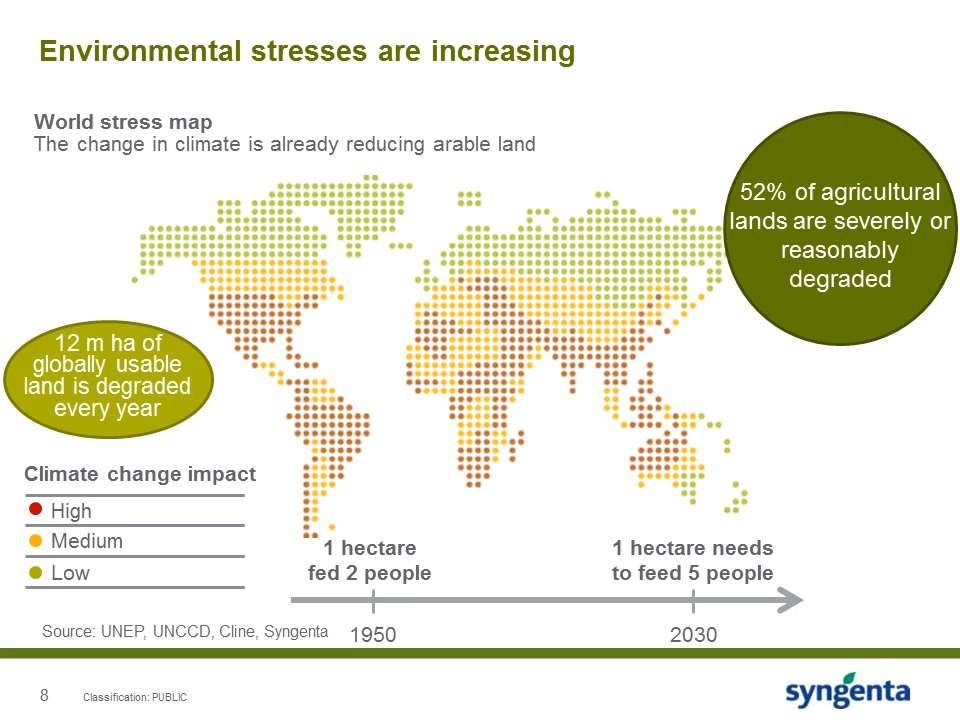 Environmental stresses are increasing
World stress map
The change in climate is already reducing arable land
52% of agricultural
lands are severely or
reasonably
degraded
12 m ha of
globally usable
land is degraded
every year
Climate change impact
High
Medium
Low
1 hectare
fed 2 people
1 hectare needs
to feed 5 people
Source: UNEP, UNCCD, Cline, Syngenta
1950
2030
8
Classification: PUBLIC
syngenta